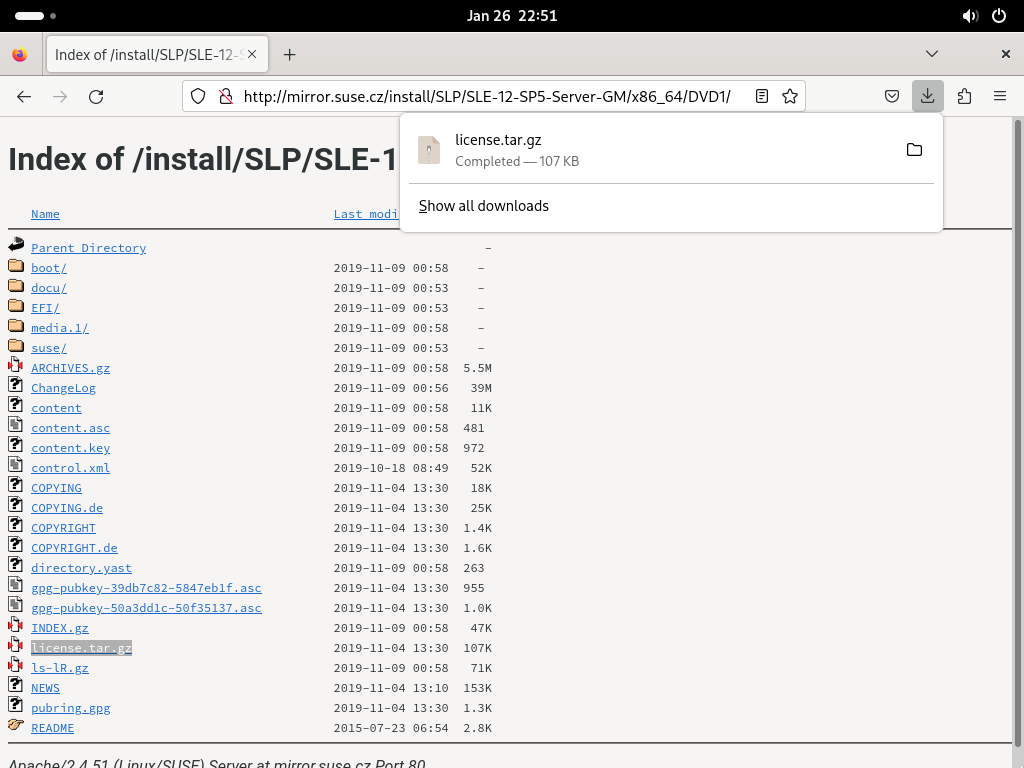 Jan 26 22:51
Index of /install/SLP/SLE-12-S
http://mirror.suse.cz/install/SLP/SLE-12-SP5-Server-GM/x86_64/DVD1/
license.tar.gz
Completed — 107 KB
Show all downloads
Index of /install/SLP/SLE-1
Name Last modi
Parent Directory -
boot/ 2019-11-09 00:58 -
docu/ 2019-11-09 00:53 -
EFI/ 2019-11-09 00:53 -
media.1/ 2019-11-09 00:58 -
suse/ 2019-11-09 00:53 -
ARCHIVES.gz 2019-11-09 00:58 5.5M
ChangeLog 2019-11-09 00:56 39M
content 2019-11-09 00:58 11K
content.asc 2019-11-09 00:58 481
content.key 2019-11-09 00:58 972
control.xml 2019-10-18 08:49 52K
COPYING 2019-11-04 13:30 18K
COPYING.de 2019-11-04 13:30 25K
COPYRIGHT 2019-11-04 13:30 1.4K
COPYRIGHT.de 2019-11-04 13:30 1.6K
directory.yast 2019-11-09 00:58 263
gpg-pubkey-39db7c82-5847eb1f.asc 2019-11-04 13:30 955
gpg-pubkey-50a3dd1c-50f35137.asc 2019-11-04 13:30 1.0K
INDEX.gz 2019-11-09 00:58 47K
license.tar.gz 2019-11-04 13:30 107K
ls-lR.gz 2019-11-09 00:58 71K
NEWS 2019-11-04 13:10 153K
pubring.gpg 2019-11-04 13:30 1.3K
README 2015-07-23 06:54 2.8K
Apache/2.4.51 (Linux/SUSE) Server at mirror.suse.cz Port 80